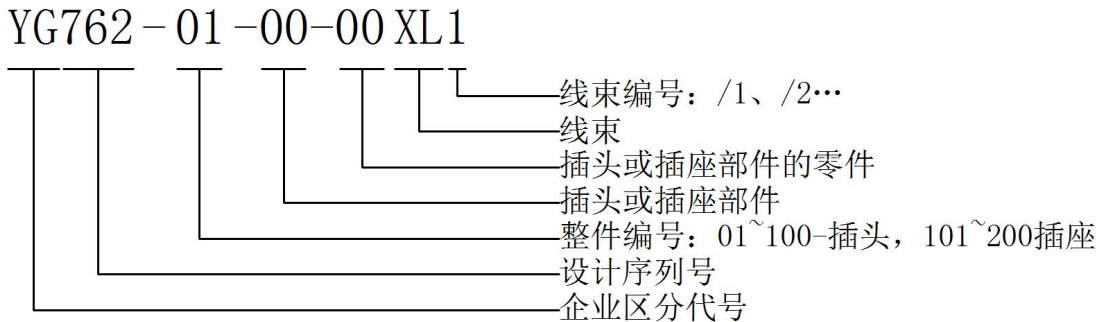 YG762-01-00-00XL1
线束编号：/1、/2…
线束
插头或插座部件的零件
插头或插座部件
整件编号：01~100-插头，101~200插座
设计序列号
企业区分代号